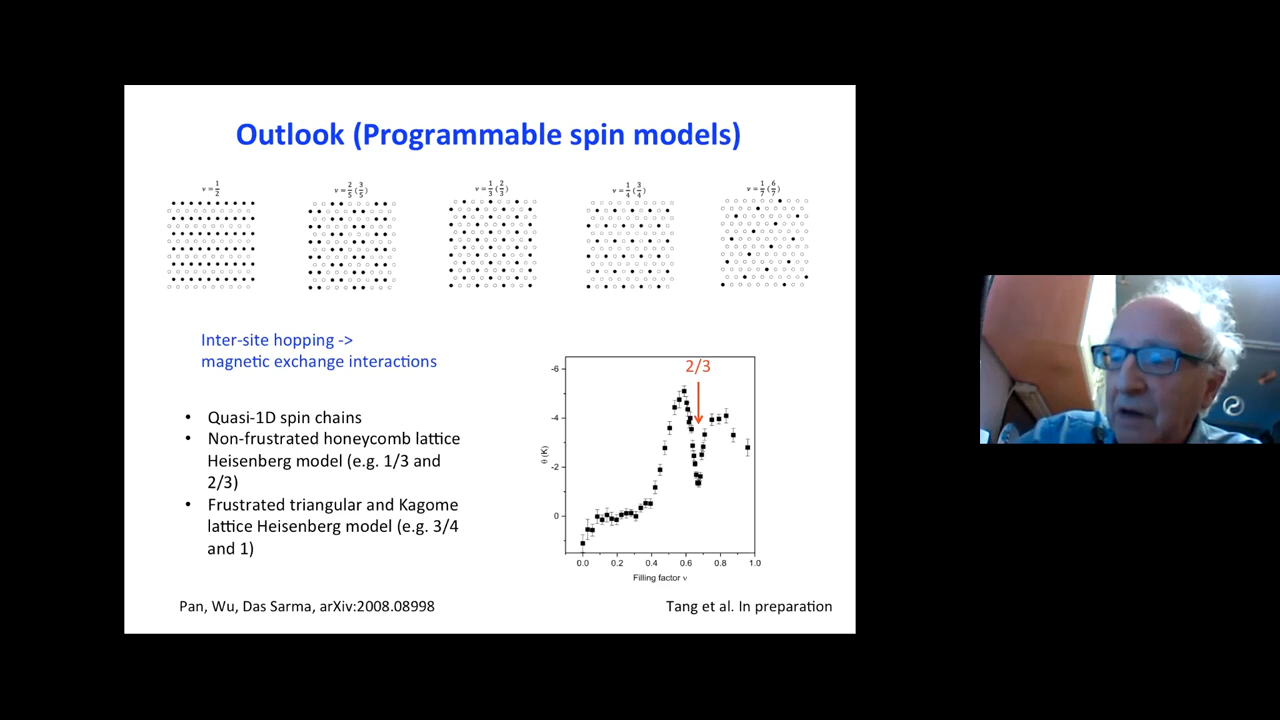 Outlook (Programmable spin models)
ν = 1/2
ν = 2/5 (3/5)
ν = 1/3 (2/3)
ν = 1/4 (3/4)
ν = 1/7 (6/7)
Inter-site hopping ->
magnetic exchange interactions
• Quasi-1D spin chains
• Non-frustrated honeycomb lattice
Heisenberg model (e.g. 1/3 and
2/3)
• Frustrated triangular and Kagome
lattice Heisenberg model (e.g. 3/4
and 1)
2/3
-6
-4
-2
0
θ (K)
0.0 0.2 0.4 0.6 0.8 1.0
Filling factor ν
Pan, Wu, Das Sarma, arXiv:2008.08998
Tang et al. In preparation